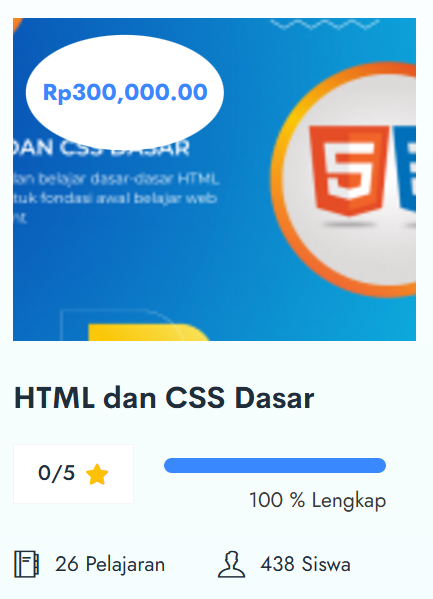 Rp300,000.00
DAN CSS DASAR
dan belajar dasar-dasar HTML
tuk fondasi awal belajar web
nt
5
HTML dan CSS Dasar
0/5
100 % Lengkap
26 Pelajaran
438 Siswa